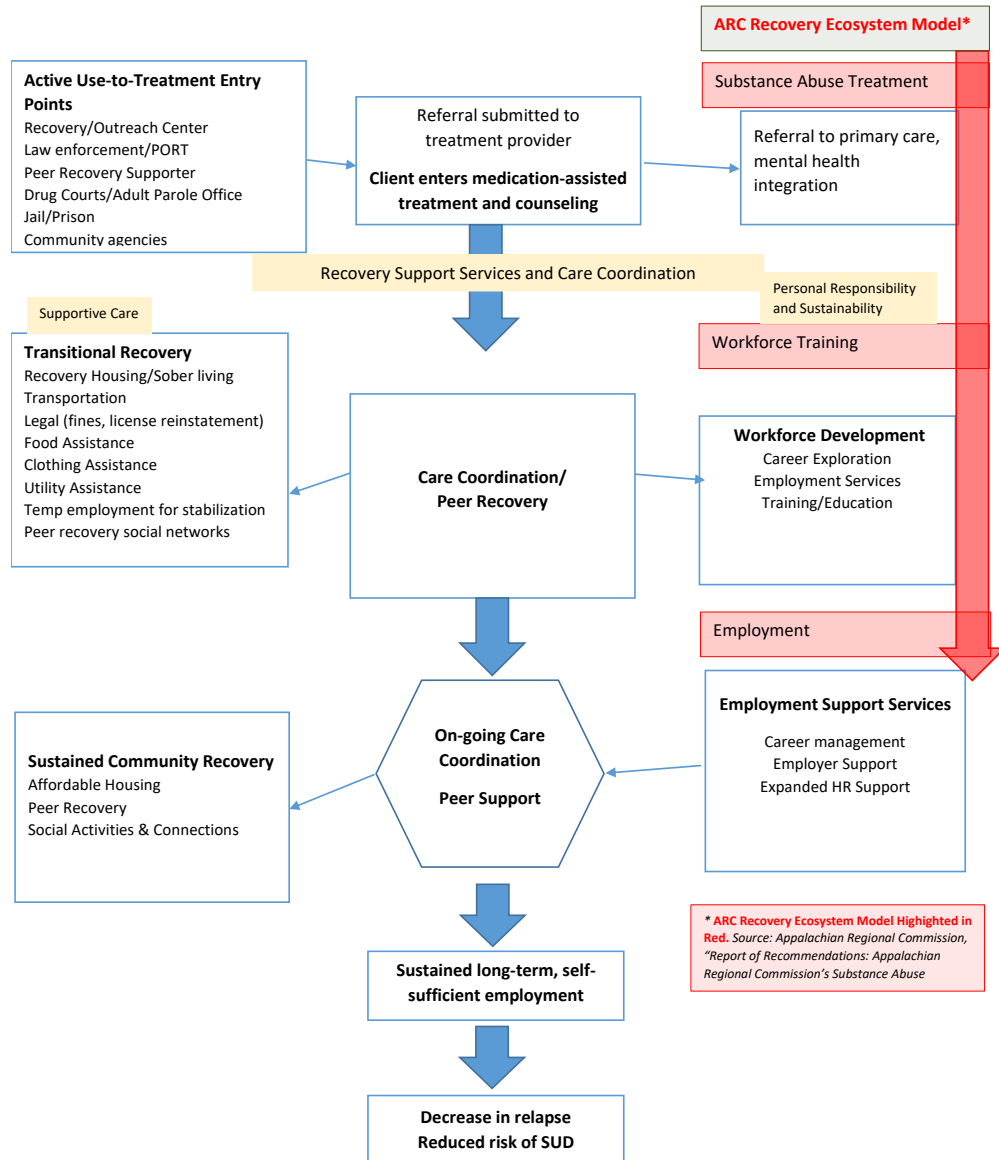 ARC Recovery Ecosystem Model*
Substance Abuse Treatment
Active Use-to-Treatment Entry
Points
Recovery/Outreach Center
Law enforcement/PORT
Peer Recovery Supporter
Drug Courts/Adult Parole Office
Jail/Prison
Community agencies
Referral submitted to
treatment provider
Client enters medication-assisted
treatment and counseling
Referral to primary care,
mental health
integration
Recovery Support Services and Care Coordination
Personal Responsibility
and Sustainability
Supportive Care
Workforce Training
Transitional Recovery
Recovery Housing/Sober living
Transportation
Legal (fines, license reinstatement)
Food Assistance
Clothing Assistance
Utility Assistance
Temp employment for stabilization
Peer recovery social networks
Care Coordination/
Peer Recovery
Workforce Development
Career Exploration
Employment Services
Training/Education
Employment
Sustained Community Recovery
Affordable Housing
Peer Recovery
Social Activities & Connections
On-going Care
Coordination
Peer Support
Employment Support Services
Career management
Employer Support
Expanded HR Support
* ARC Recovery Ecosystem Model Highighted in
Red. Source: Appalachian Regional Commission,
“Report of Recommendations: Appalachian
Regional Commission’s Substance Abuse
Sustained long-term, self-
sufficient employment
Decrease in relapse
Reduced risk of SUD